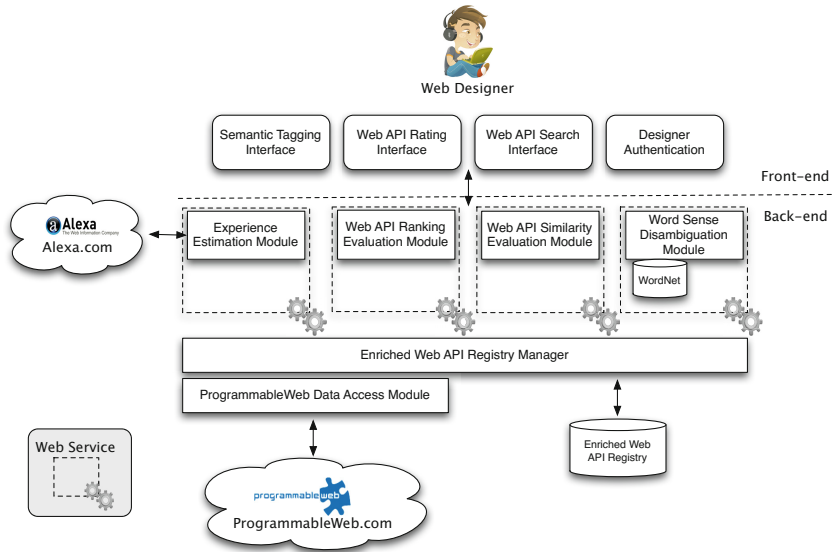 Web Designer
Semantic Tagging
Interface
Web API Rating
Interface
Web API Search
Interface
Designer
Authentication
Front-end
Back-end
a Alexa
The Web Information Company
Alexa.com
Experience
Estimation Module
Web API Ranking
Evaluation Module
Web API Similarity
Evaluation Module
Word Sense
Disambiguation
Module
WordNet
Enriched Web API Registry Manager
ProgrammableWeb Data Access Module
Web Service
Enriched Web
API Registry
programmableweb
ProgrammableWeb.com